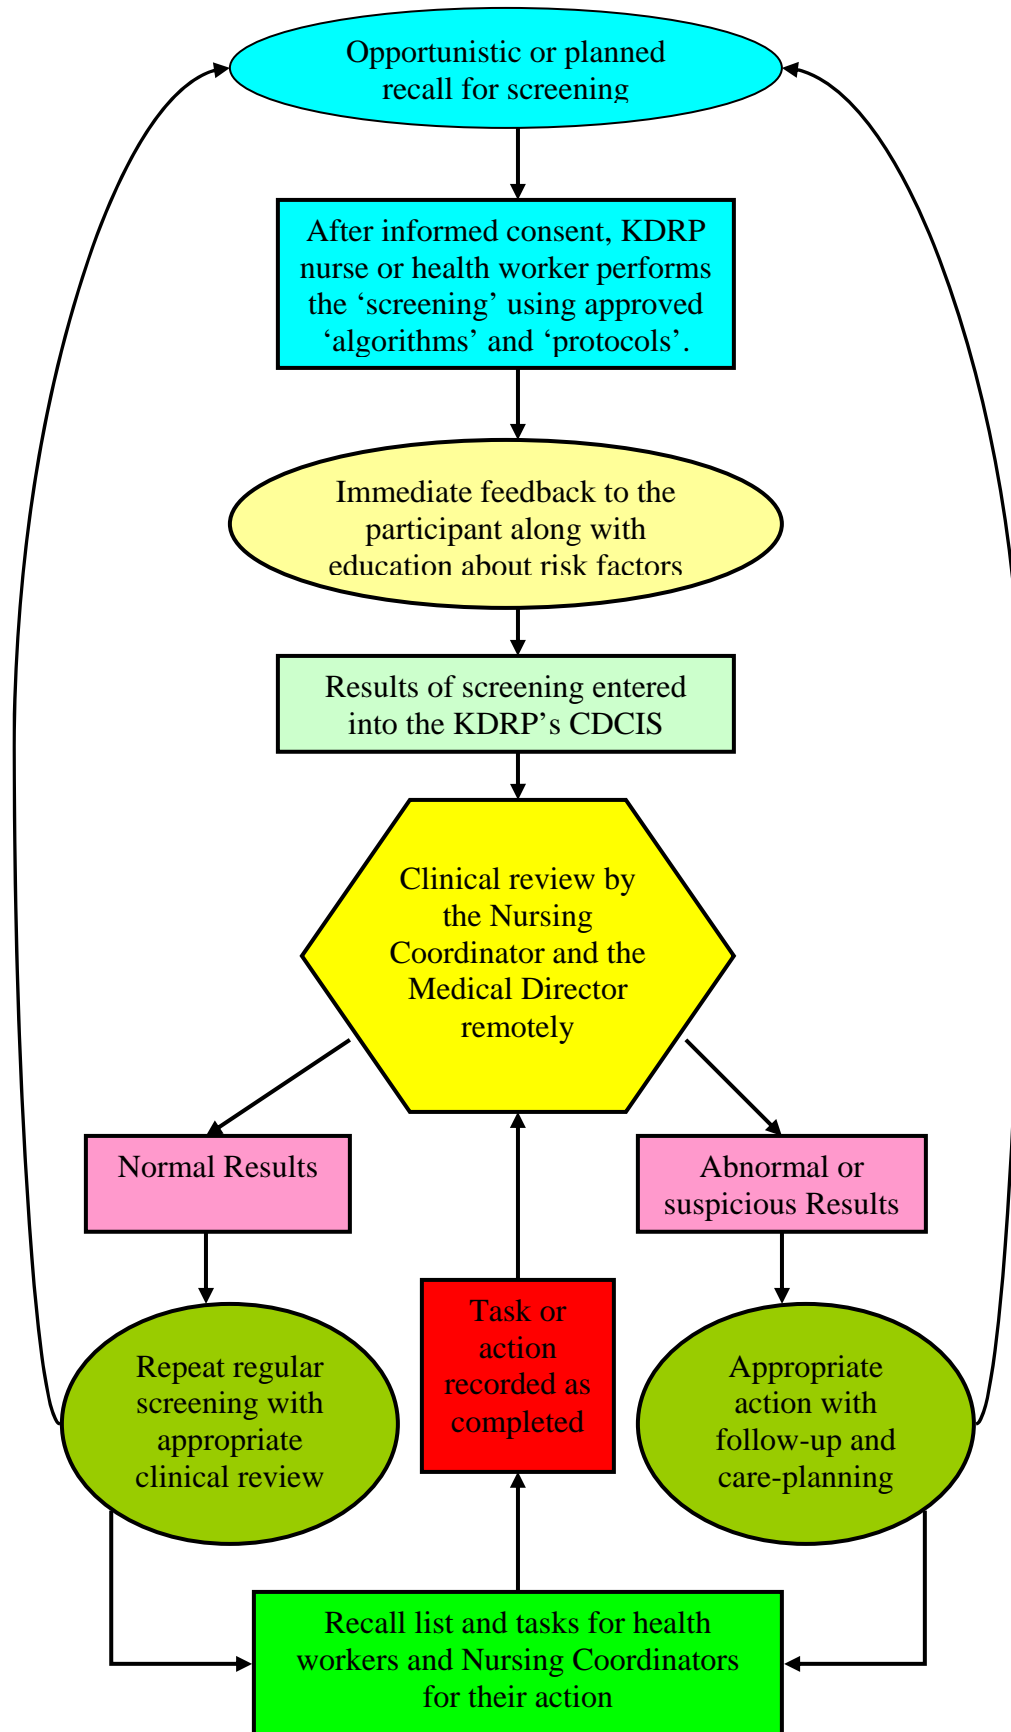 Opportunistic or planned
recall for screening
After informed consent, KDRP
nurse or health worker performs
the ‘screening’ using approved
‘algorithms’ and ‘protocols’.
Immediate feedback to the
participant along with
education about risk factors
Results of screening entered
into the KDRP’s CDCIS
Clinical review by
the Nursing
Coordinator and the
Medical Director
remotely
Normal Results
Abnormal or
suspicious Results
Repeat regular
screening with
appropriate
clinical review
Task or
action
recorded as
completed
Appropriate
action with
follow-up and
care-planning
Recall list and tasks for health
workers and Nursing Coordinators
for their action